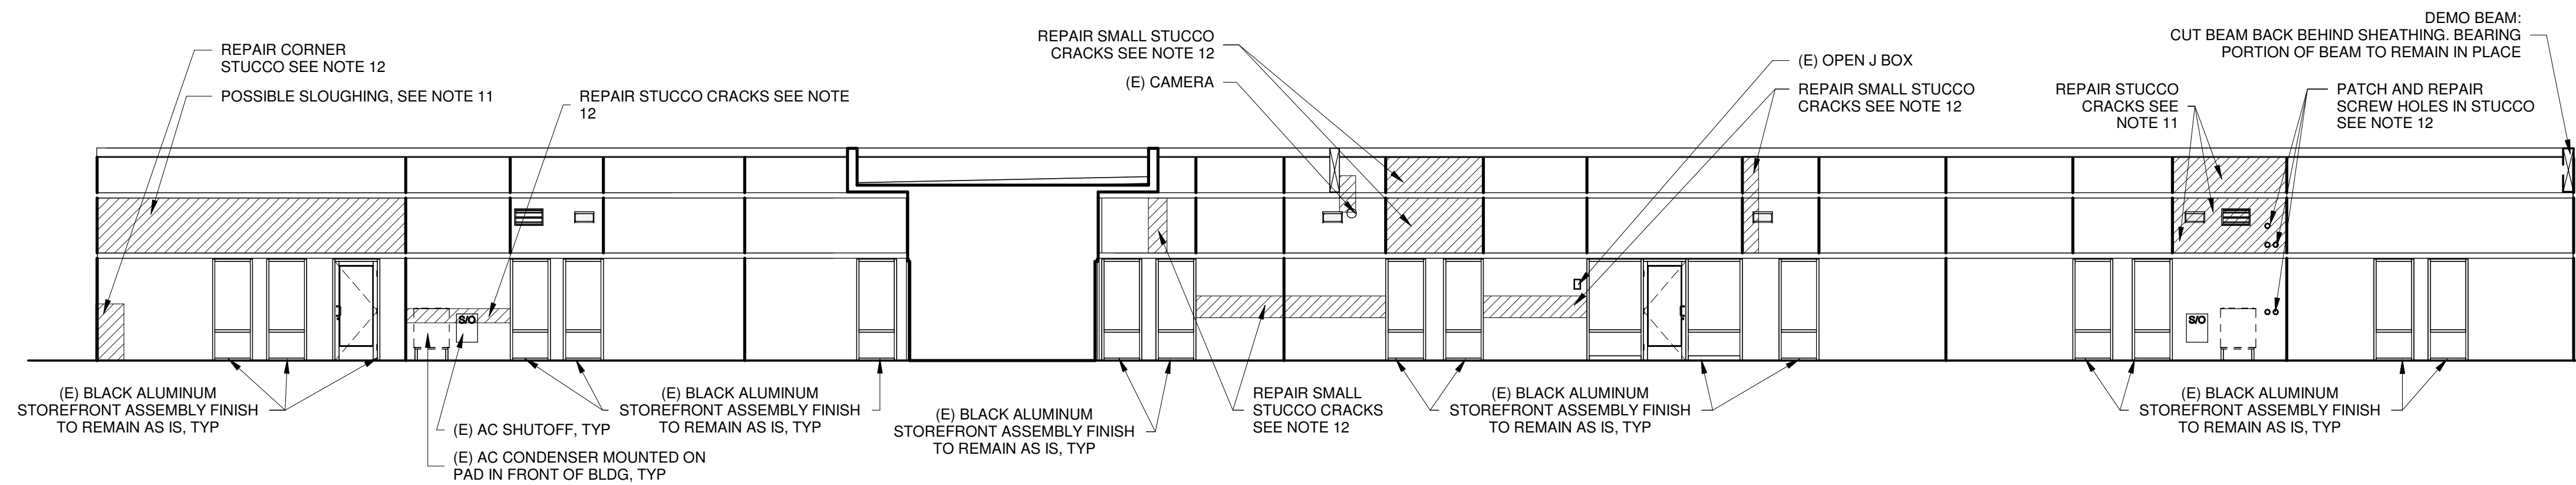 REPAIR CORNER
STUCCO SEE NOTE 12
POSSIBLE SLOUGHING, SEE NOTE 11
REPAIR STUCCO CRACKS SEE NOTE
12
REPAIR SMALL STUCCO
CRACKS SEE NOTE 12
(E) CAMERA
(E) OPEN J BOX
REPAIR SMALL STUCCO
CRACKS SEE NOTE 12
REPAIR STUCCO
CRACKS SEE
NOTE 11
DEMO BEAM:
CUT BEAM BACK BEHIND SHEATHING. BEARING
PORTION OF BEAM TO REMAIN IN PLACE
PATCH AND REPAIR
SCREW HOLES IN STUCCO
SEE NOTE 12
S/O
S/O
(E) BLACK ALUMINUM
STOREFRONT ASSEMBLY FINISH
TO REMAIN AS IS, TYP
(E) AC SHUTOFF, TYP
(E) AC CONDENSER MOUNTED ON
PAD IN FRONT OF BLDG, TYP
(E) BLACK ALUMINUM
STOREFRONT ASSEMBLY FINISH
TO REMAIN AS IS, TYP
(E) BLACK ALUMINUM
STOREFRONT ASSEMBLY FINISH
TO REMAIN AS IS, TYP
REPAIR SMALL
STUCCO CRACKS
SEE NOTE 12
(E) BLACK ALUMINUM
STOREFRONT ASSEMBLY FINISH
TO REMAIN AS IS, TYP
(E) BLACK ALUMINUM
STOREFRONT ASSEMBLY FINISH
TO REMAIN AS IS, TYP